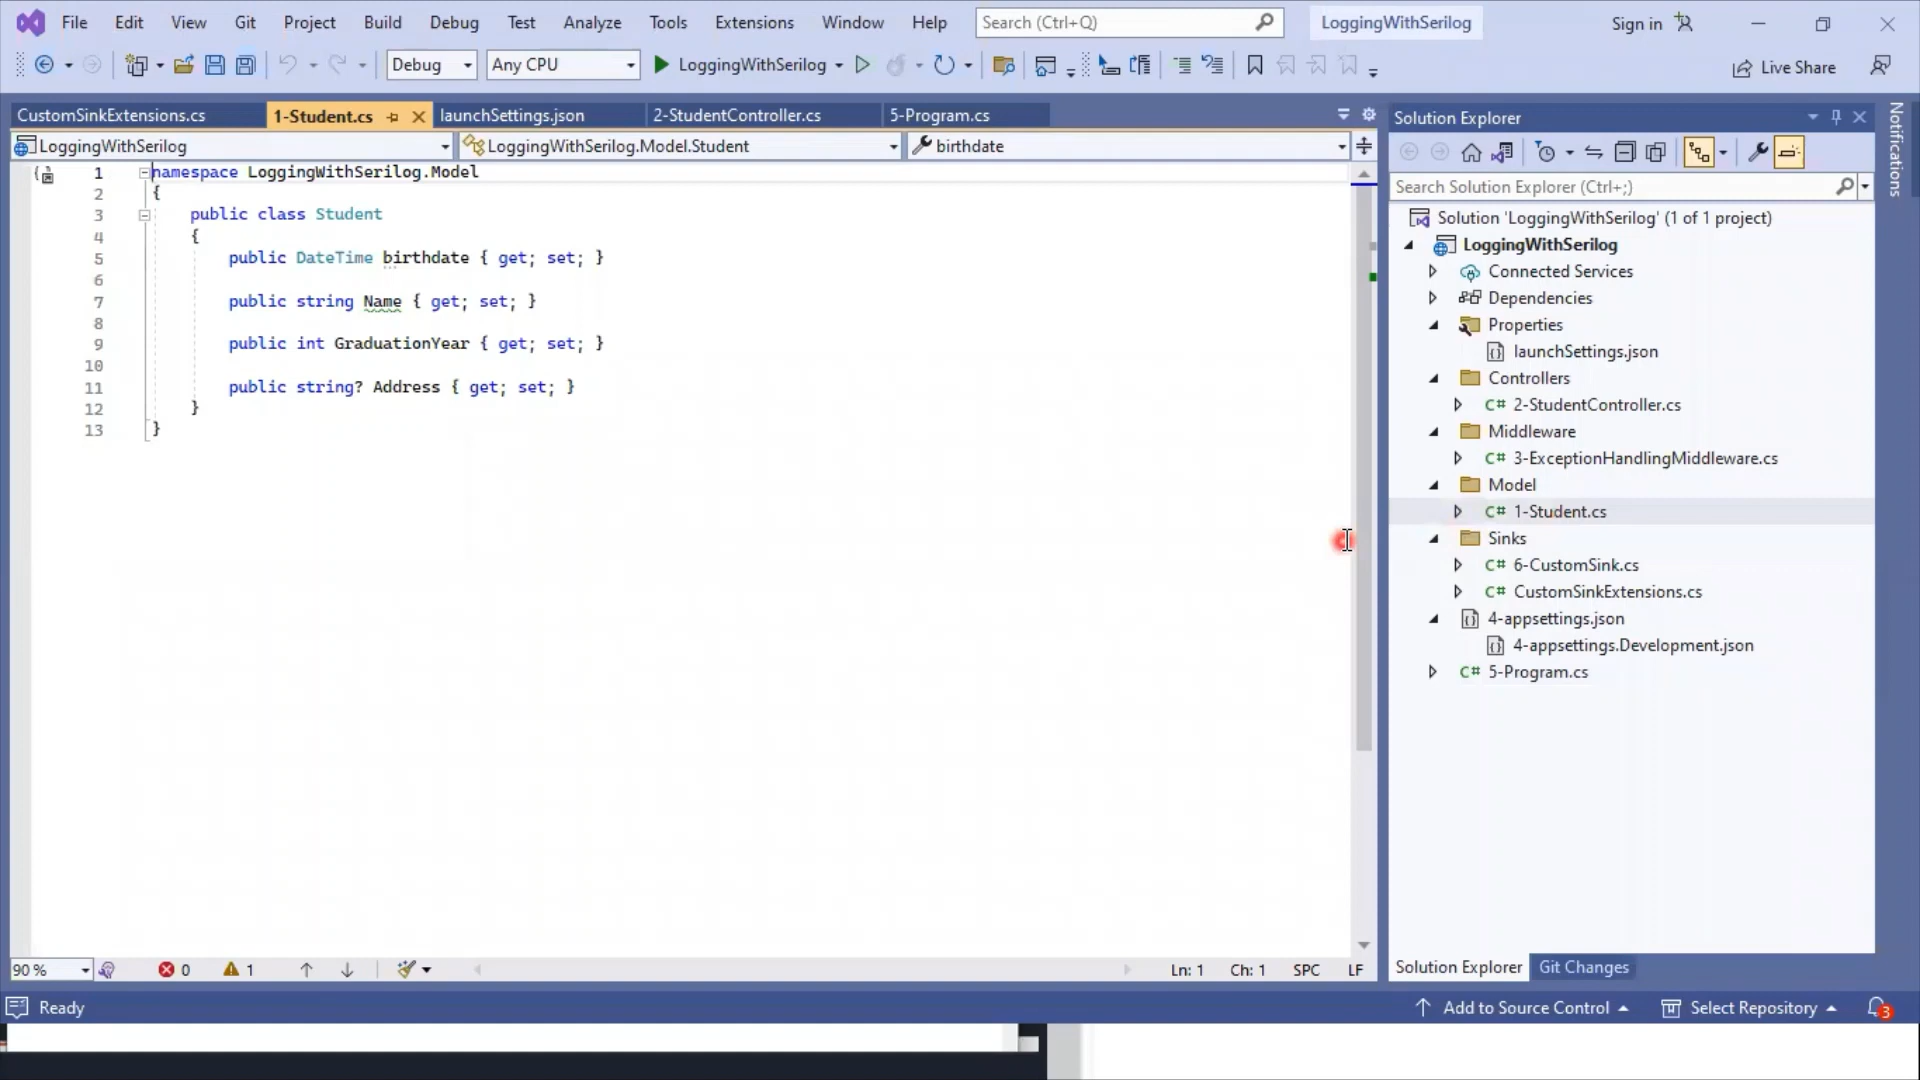 File Edit View Git Project Build Debug Test Analyze Tools Extensions Window Help Search (Ctrl+Q) LoggingWithSerilog Sign in
Debug Any CPU LoggingWithSerilog Live Share
CustomSinkExtensions.cs 1-Student.cs launchSettings.json 2-StudentController.cs 5-Program.cs
LoggingWithSerilog LoggingWithSerilog.Model.Student birthdate
1 namespace LoggingWithSerilog.Model
2 {
3 public class Student
4 {
5 public DateTime birthdate { get; set; }
6
7 public string Name { get; set; }
8
9 public int GraduationYear { get; set; }
10
11 public string? Address { get; set; }
12 }
13 }
90 % 0 1 Ln: 1 Ch: 1 SPC LF
Solution Explorer
Search Solution Explorer (Ctrl+;)
Solution 'LoggingWithSerilog' (1 of 1 project)
LoggingWithSerilog
Connected Services
Dependencies
Properties
launchSettings.json
Controllers
C# 2-StudentController.cs
Middleware
C# 3-ExceptionHandlingMiddleware.cs
Model
C# 1-Student.cs
Sinks
C# 6-CustomSink.cs
C# CustomSinkExtensions.cs
4-appsettings.json
4-appsettings.Development.json
C# 5-Program.cs
Solution Explorer Git Changes
Notifications
Ready Add to Source Control Select Repository 3